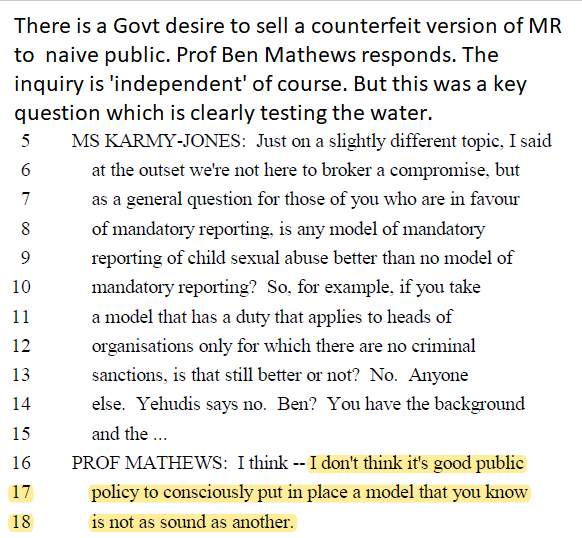 There is a Govt desire to sell a counterfeit version of MR
to naive public. Prof Ben Mathews responds. The
inquiry is 'independent' of course. But this was a key
question which is clearly testing the water.
5 MS KARMY-JONES: Just on a slightly different topic, I said
6 at the outset we're not here to broker a compromise, but
7 as a general question for those of you who are in favour
8 of mandatory reporting, is any model of mandatory
9 reporting of child sexual abuse better than no model of
10 mandatory reporting? So, for example, if you take
11 a model that has a duty that applies to heads of
12 organisations only for which there are no criminal
13 sanctions, is that still better or not? No. Anyone
14 else. Yehudis says no. Ben? You have the background
15 and the ...
16 PROF MATHEWS: I think -- I don't think it's good public
17 policy to consciously put in place a model that you know
18 is not as sound as another.